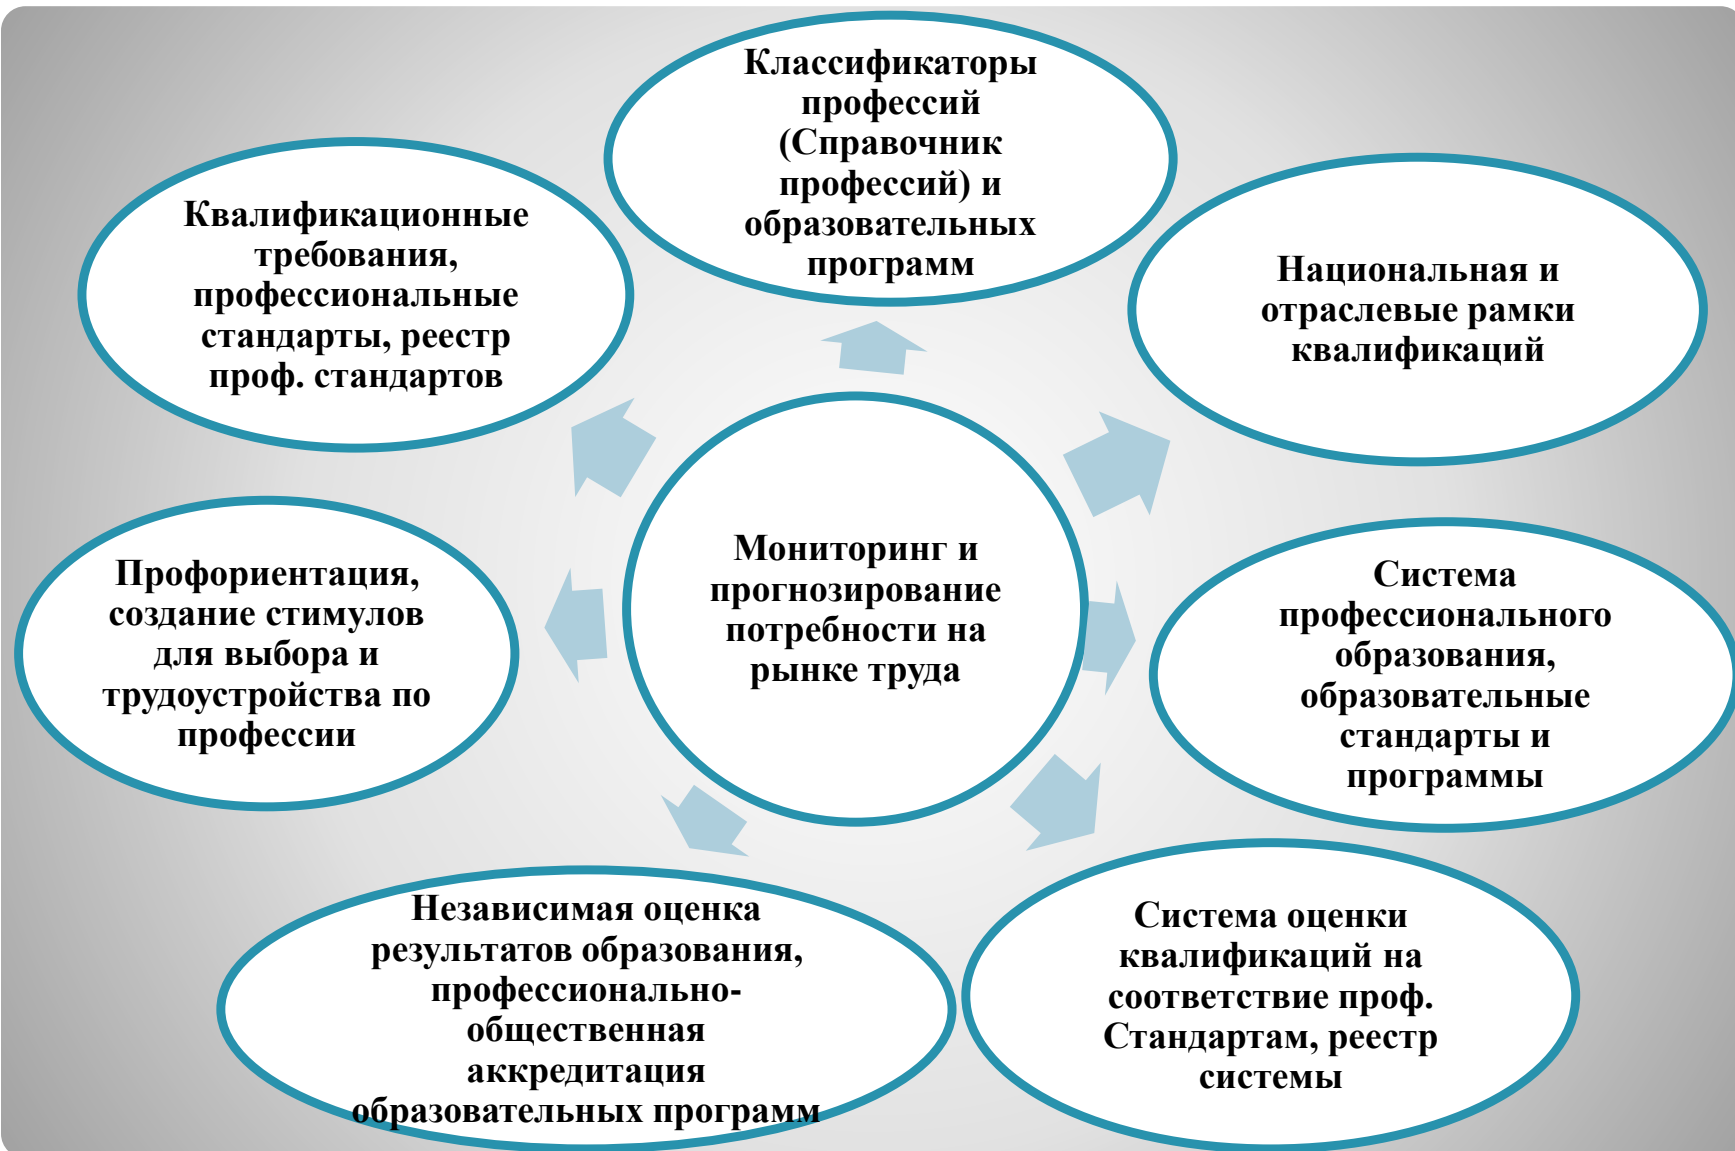 Классификаторы
профессий
(Справочник
профессий) и
образовательных
программ
Национальная и
отраслевые рамки
квалификаций
Система
профессионального
образования,
образовательные
стандарты и
программы
Система оценки
квалификаций на
соответствие проф.
Стандартам, реестр
системы
Независимая оценка
результатов образования,
профессионально-
общественная
аккредитация
образовательных программ
Профориентация,
создание стимулов
для выбора и
трудоустройства по
профессии
Квалификационные
требования,
профессиональные
стандарты, реестр
проф. стандартов
Мониторинг и
прогнозирование
потребности на
рынке труда